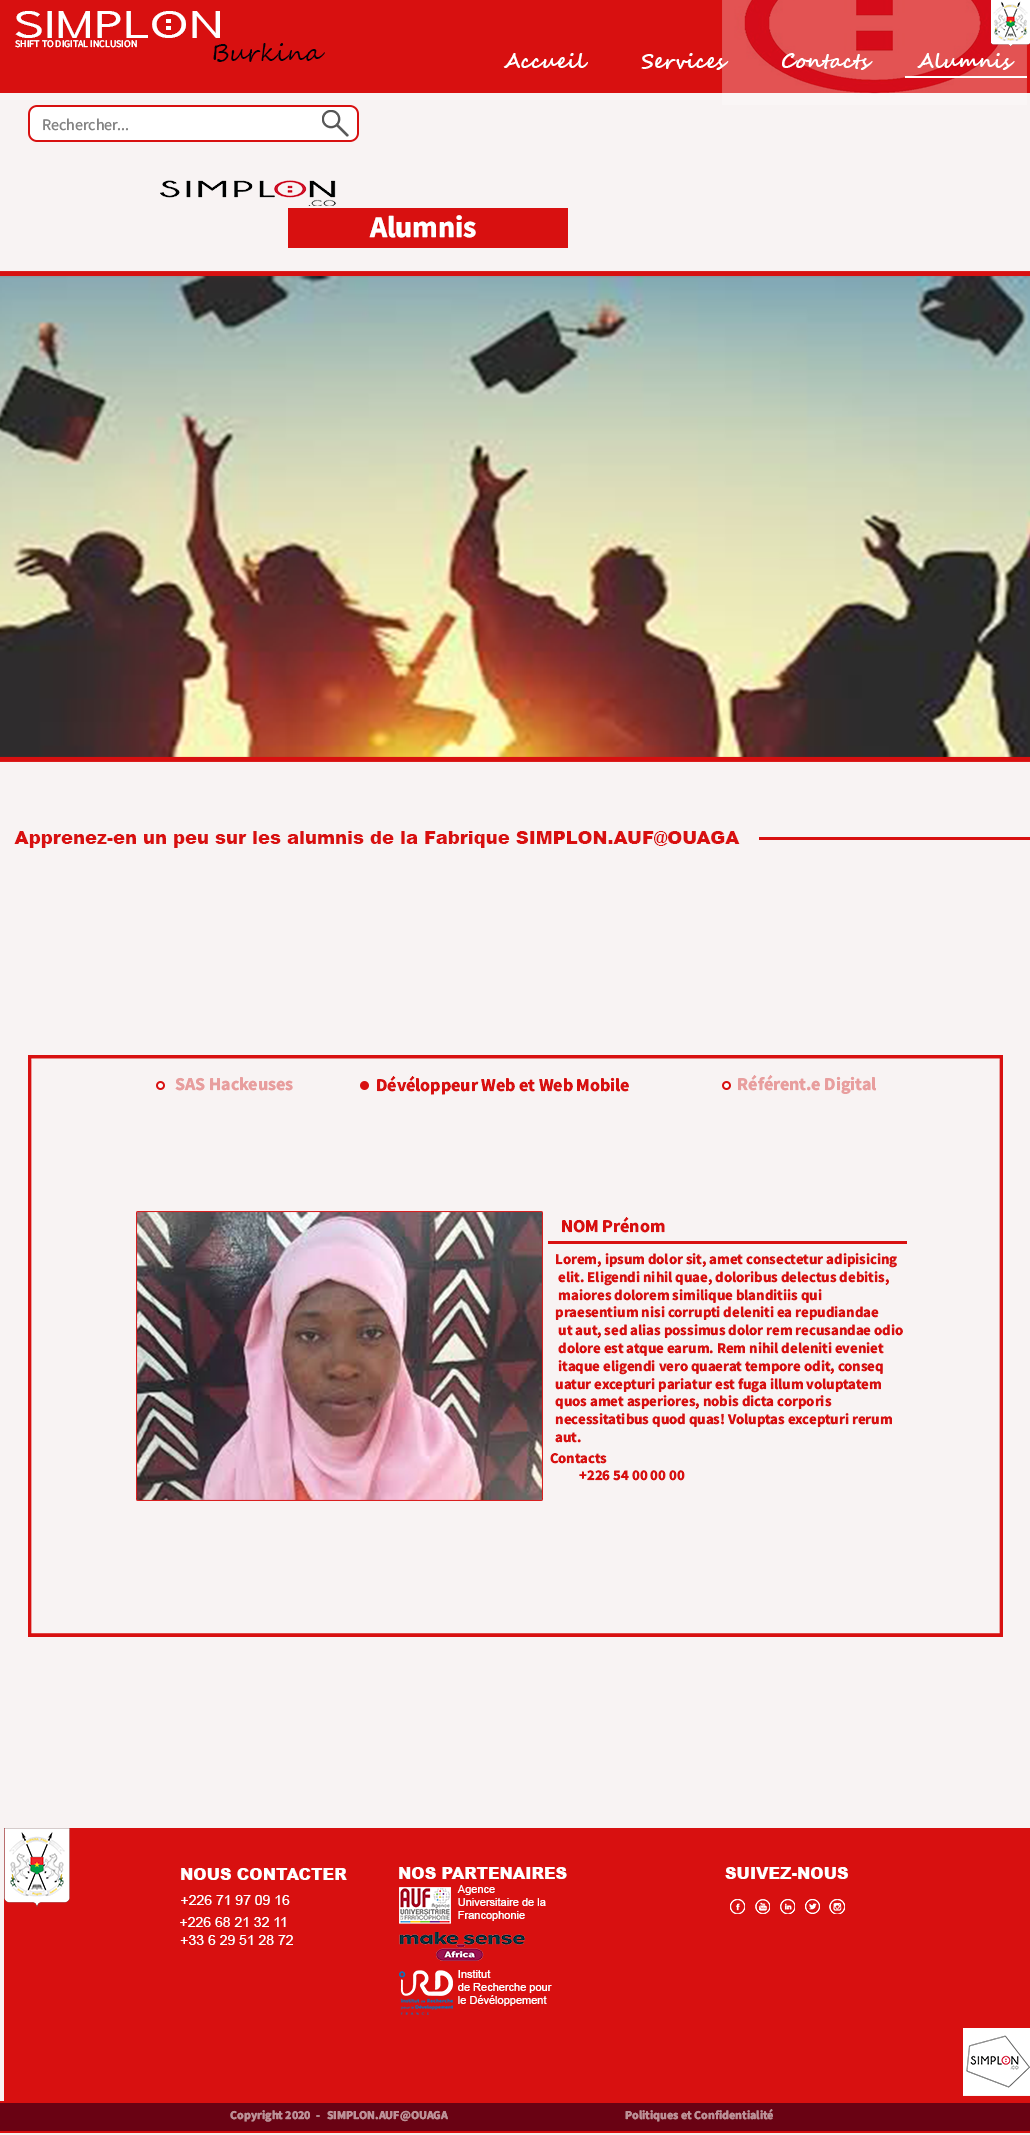 SIMPLON
SHIFT TO DIGITAL INCLUSION
Burkina
Accueil
Services
Contacts
Alumnis
Rechercher...
SIMPLON
.CO
Alumnis
Apprenez-en un peu sur les alumnis de la Fabrique SIMPLON.AUF@OUAGA
SAS Hackeuses
Dévéloppeur Web et Web Mobile
Référent.e Digital
NOM Prénom
Lorem, ipsum dolor sit, amet consectetur adipisicing
elit. Eligendi nihil quae, doloribus delectus debitis,
maiores dolorem similique blanditiis qui
praesentium nisi corrupti deleniti ea repudiandae
ut aut, sed alias possimus dolor rem recusandae odio
dolore est atque earum. Rem nihil deleniti eveniet
itaque eligendi vero quaerat tempore odit, conseq
uatur excepturi pariatur est fuga illum voluptatem
quos amet asperiores, nobis dicta corporis
necessitatibus quod quas! Voluptas excepturi rerum
aut.
Contacts
+226 54 00 00 00
NOUS CONTACTER
+226 71 97 09 16
+226 68 21 32 11
+33 6 29 51 28 72
NOS PARTENAIRES
AUF
Agence
UNIVERSITAIRE
FRANCOPHONIE
Agence
Universitaire de la
Francophonie
make_sense
Africa
IRD
Institut
de Recherche pour
le Dévéloppement
SUIVEZ-NOUS
SIMPLON
.CO
Copyright 2020 - SIMPLON.AUF@OUAGA
Politiques et Confidentialité